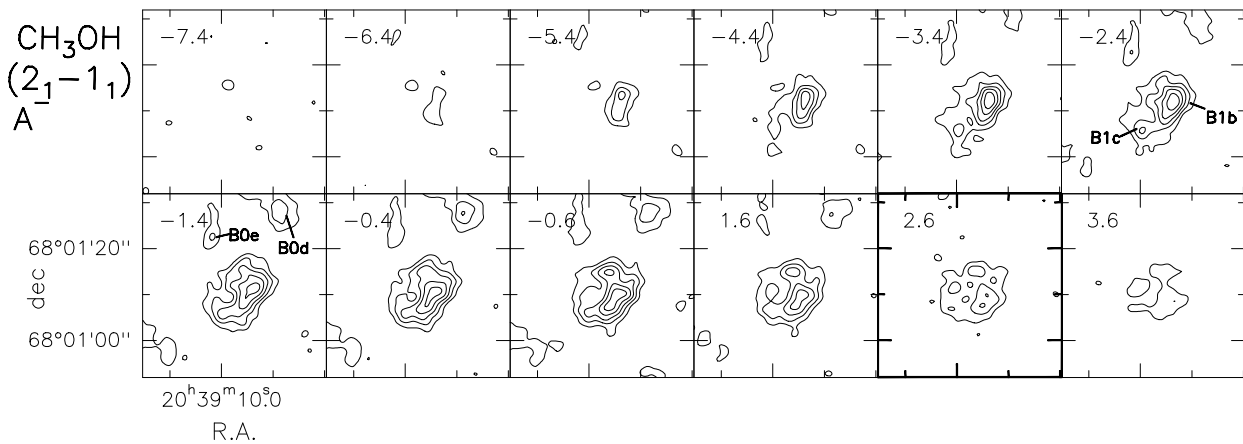 CH₃OH
(2₁−1₁)
A⁻
−7.4
−6.4
−5.4
−4.4
−3.4
−2.4
B1b
B1c
−1.4
−0.4
−0.6
1.6
2.6
3.6
B0e
B0d
68°01'20''
dec
68°01'00''
20ʰ39ᵐ10ˢ.0
R.A.